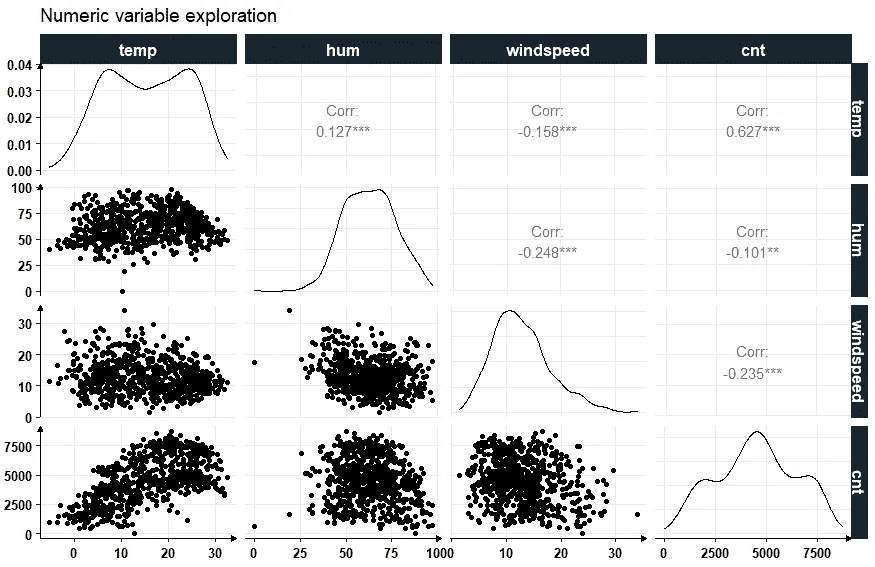 Numeric variable exploration
temp hum windspeed cnt
0.04
0.03
0.02
0.01
0.00
Corr:
0.127***
Corr:
-0.158***
Corr:
0.627***
temp
100
75
50
25
0
Corr:
-0.248***
Corr:
-0.101**
hum
30
20
10
0
Corr:
-0.235***
windspeed
7500
5000
2500
0
cnt
0 10 20 30
0 25 50 75 100
0 10 20 30
0 2500 5000 7500